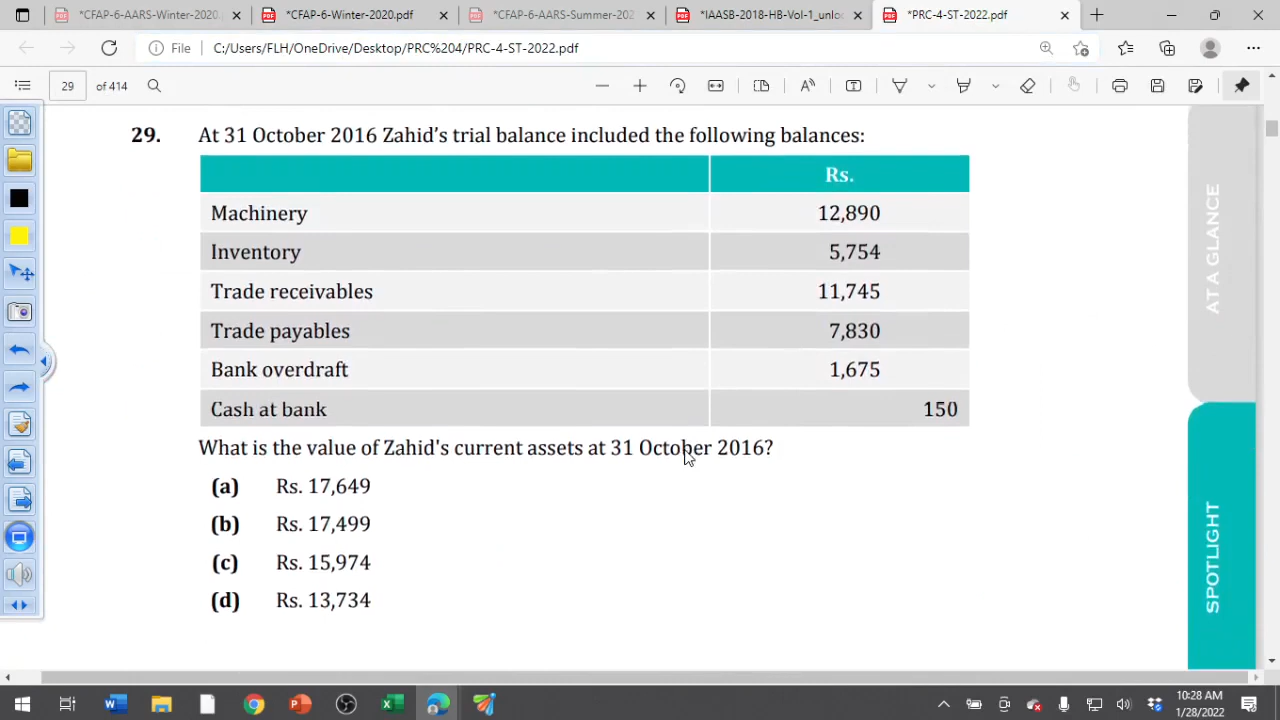 *CFAP-6-AARS-Winter-2020.
*CFAP-6-Winter-2020.pdf
*CFAP-6-AARS-Summer-202
*IAASB-2018-HB-Vol-1_unlo
*PRC-4-ST-2022.pdf
File C:/Users/FLH/OneDrive/Desktop/PRC%204/PRC-4-ST-2022.pdf
29 of 414
29. At 31 October 2016 Zahid's trial balance included the following balances:
Rs.
Machinery 12,890
Inventory 5,754
Trade receivables 11,745
Trade payables 7,830
Bank overdraft 1,675
Cash at bank 150
What is the value of Zahid's current assets at 31 October 2016?
(a) Rs. 17,649
(b) Rs. 17,499
(c) Rs. 15,974
(d) Rs. 13,734
AT A GLANCE
SPOTLIGHT
10:28 AM
1/28/2022